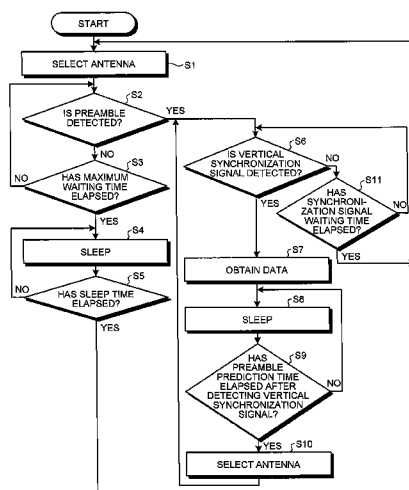 START
SELECT ANTENNA
S1
S2
IS PREAMBLE
DETECTED?
YES
NO
S3
HAS MAXIMUM
WAITING TIME
ELAPSED?
NO
YES
S4
SLEEP
S5
HAS SLEEP TIME
ELAPSED?
NO
YES
S6
IS VERTICAL
SYNCHRONIZATION
SIGNAL DETECTED?
NO
YES
S11
HAS
SYNCHRONI-
ZATION SIGNAL
WAITING TIME
ELAPSED?
YES
NO
S7
OBTAIN DATA
S8
SLEEP
S9
HAS
PREAMBLE
PREDICTION TIME
ELAPSED AFTER
DETECTING VERTICAL
SYNCHRONIZATION
SIGNAL?
NO
YES
S10
SELECT ANTENNA